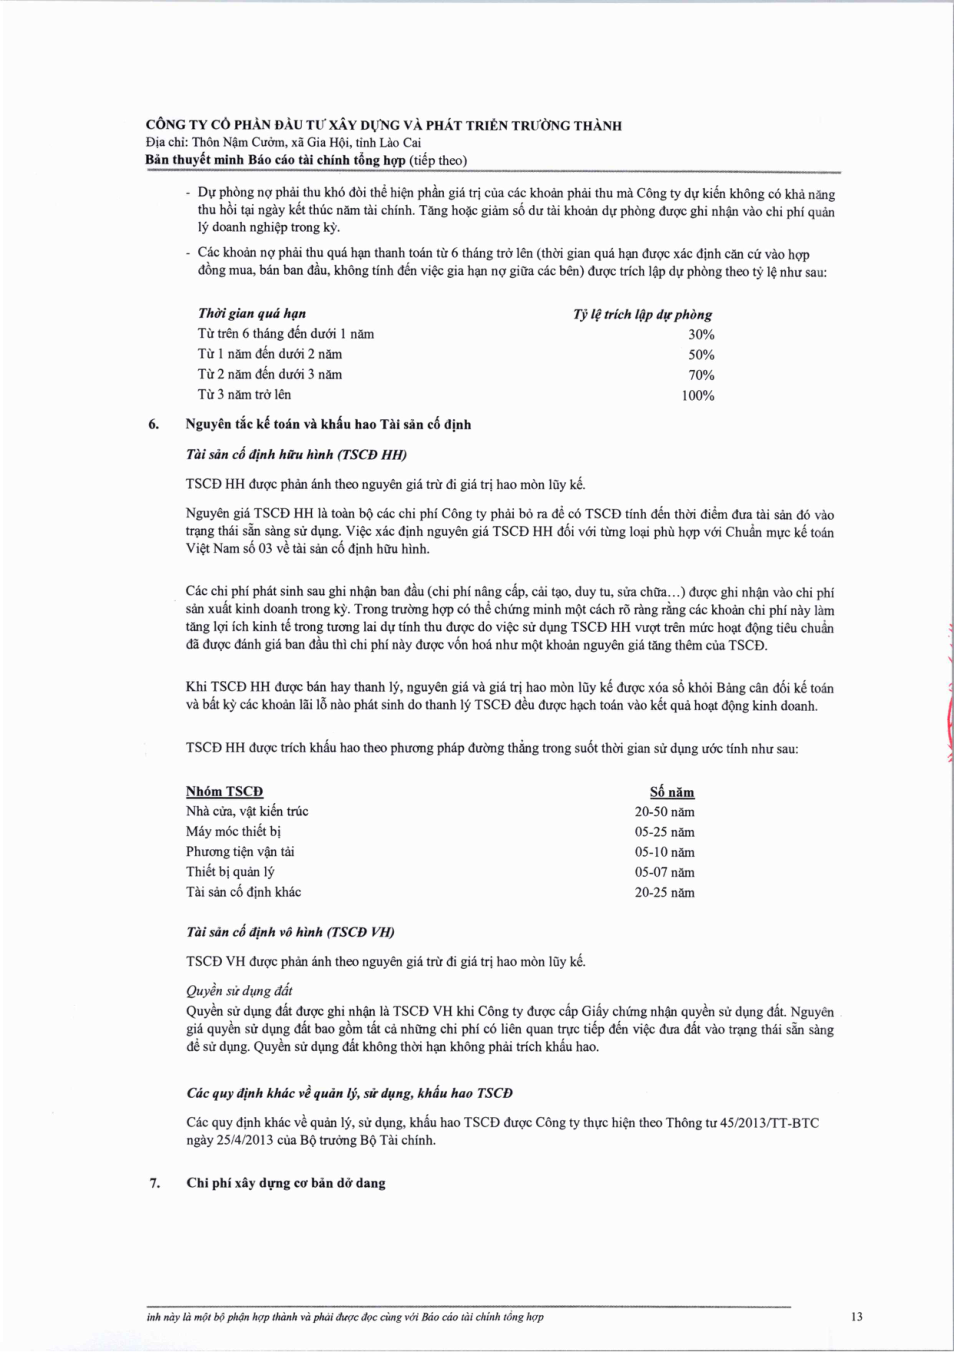 CÔNG TY CỔ PHẦN ĐẦU TƯ XÂY DỰNG VÀ PHÁT TRIỂN TRƯỜNG THÀNH
Địa chỉ: Thôn Nậm Cưởm, xã Gia Hội, tỉnh Lào Cai
Bản thuyết minh Báo cáo tài chính tổng hợp (tiếp theo)
- Dự phòng nợ phải thu khó đòi thể hiện phần giá trị của các khoản phải thu mà Công ty dự kiến không có khả năng
thu hồi tại ngày kết thúc năm tài chính. Tăng hoặc giảm số dư tài khoản dự phòng được ghi nhận vào chi phí quản
lý doanh nghiệp trong kỳ.
- Các khoản nợ phải thu quá hạn thanh toán từ 6 tháng trở lên (thời gian quá hạn được xác định căn cứ vào hợp
đồng mua, bán ban đầu, không tính đến việc gia hạn nợ giữa các bên) được trích lập dự phòng theo tỷ lệ như sau:
Thời gian quá hạn Tỷ lệ trích lập dự phòng
Từ trên 6 tháng đến dưới 1 năm 30%
Từ 1 năm đến dưới 2 năm 50%
Từ 2 năm đến dưới 3 năm 70%
Từ 3 năm trở lên 100%
6. Nguyên tắc kế toán và khấu hao Tài sản cố định
Tài sản cố định hữu hình (TSCĐ HH)
TSCĐ HH được phản ánh theo nguyên giá trừ đi giá trị hao mòn lũy kế.
Nguyên giá TSCĐ HH là toàn bộ các chi phí Công ty phải bỏ ra để có TSCĐ tính đến thời điểm đưa tài sản đó vào
trạng thái sẵn sàng sử dụng. Việc xác định nguyên giá TSCĐ HH đối với từng loại phù hợp với Chuẩn mực kế toán
Việt Nam số 03 về tài sản cố định hữu hình.
Các chi phí phát sinh sau ghi nhận ban đầu (chi phí nâng cấp, cải tạo, duy tu, sửa chữa...) được ghi nhận vào chi phí
sản xuất kinh doanh trong kỳ. Trong trường hợp có thể chứng minh một cách rõ ràng rằng các khoản chi phí này làm
tăng lợi ích kinh tế trong tương lai dự tính thu được do việc sử dụng TSCĐ HH vượt trên mức hoạt động tiêu chuẩn
đã được đánh giá ban đầu thì chi phí này được vốn hoá như một khoản nguyên giá tăng thêm của TSCĐ.
Khi TSCĐ HH được bán hay thanh lý, nguyên giá và giá trị hao mòn lũy kế được xóa sổ khỏi Bảng cân đối kế toán
và bất kỳ các khoản lãi lỗ nào phát sinh do thanh lý TSCĐ đều được hạch toán vào kết quả hoạt động kinh doanh.
TSCĐ HH được trích khấu hao theo phương pháp đường thẳng trong suốt thời gian sử dụng ước tính như sau:
Nhóm TSCĐ Số năm
Nhà cửa, vật kiến trúc 20-50 năm
Máy móc thiết bị 05-25 năm
Phương tiện vận tải 05-10 năm
Thiết bị quản lý 05-07 năm
Tài sản cố định khác 20-25 năm
Tài sản cố định vô hình (TSCĐ VH)
TSCĐ VH được phản ánh theo nguyên giá trừ đi giá trị hao mòn lũy kế.
Quyền sử dụng đất
Quyền sử dụng đất được ghi nhận là TSCĐ VH khi Công ty được cấp Giấy chứng nhận quyền sử dụng đất. Nguyên
giá quyền sử dụng đất bao gồm tất cả những chi phí có liên quan trực tiếp đến việc đưa đất vào trạng thái sẵn sàng
để sử dụng. Quyền sử dụng đất không thời hạn không phải trích khấu hao.
Các quy định khác về quản lý, sử dụng, khấu hao TSCĐ
Các quy định khác về quản lý, sử dụng, khấu hao TSCĐ được Công ty thực hiện theo Thông tư 45/2013/TT-BTC
ngày 25/4/2013 của Bộ trưởng Bộ Tài chính.
7. Chi phí xây dựng cơ bản dở dang
inh này là một bộ phận hợp thành và phải được đọc cùng với Báo cáo tài chính tổng hợp 13